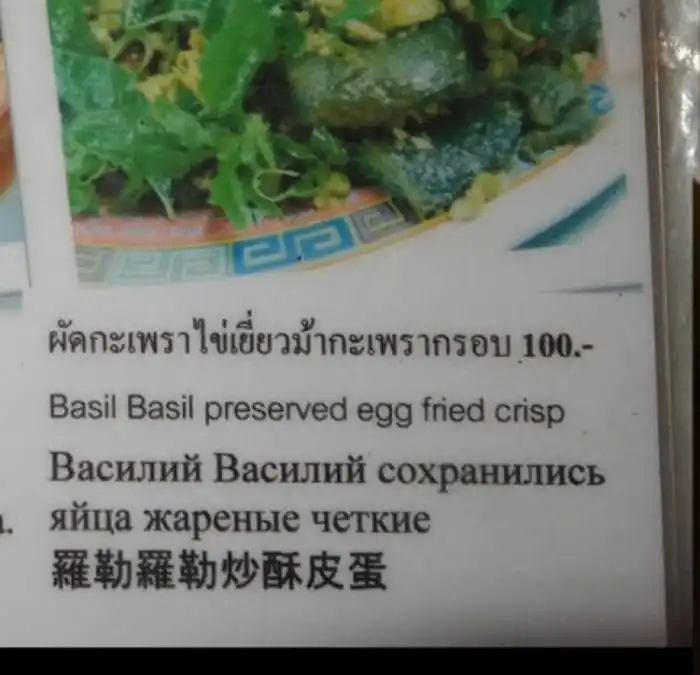 ผัดกะเพราไข่เยี่ยวม้ากะเพรากรอบ 100.-
Basil Basil preserved egg fried crisp
Василий Василий сохранились
яйца жареные четкие
羅勒羅勒炒酥皮蛋